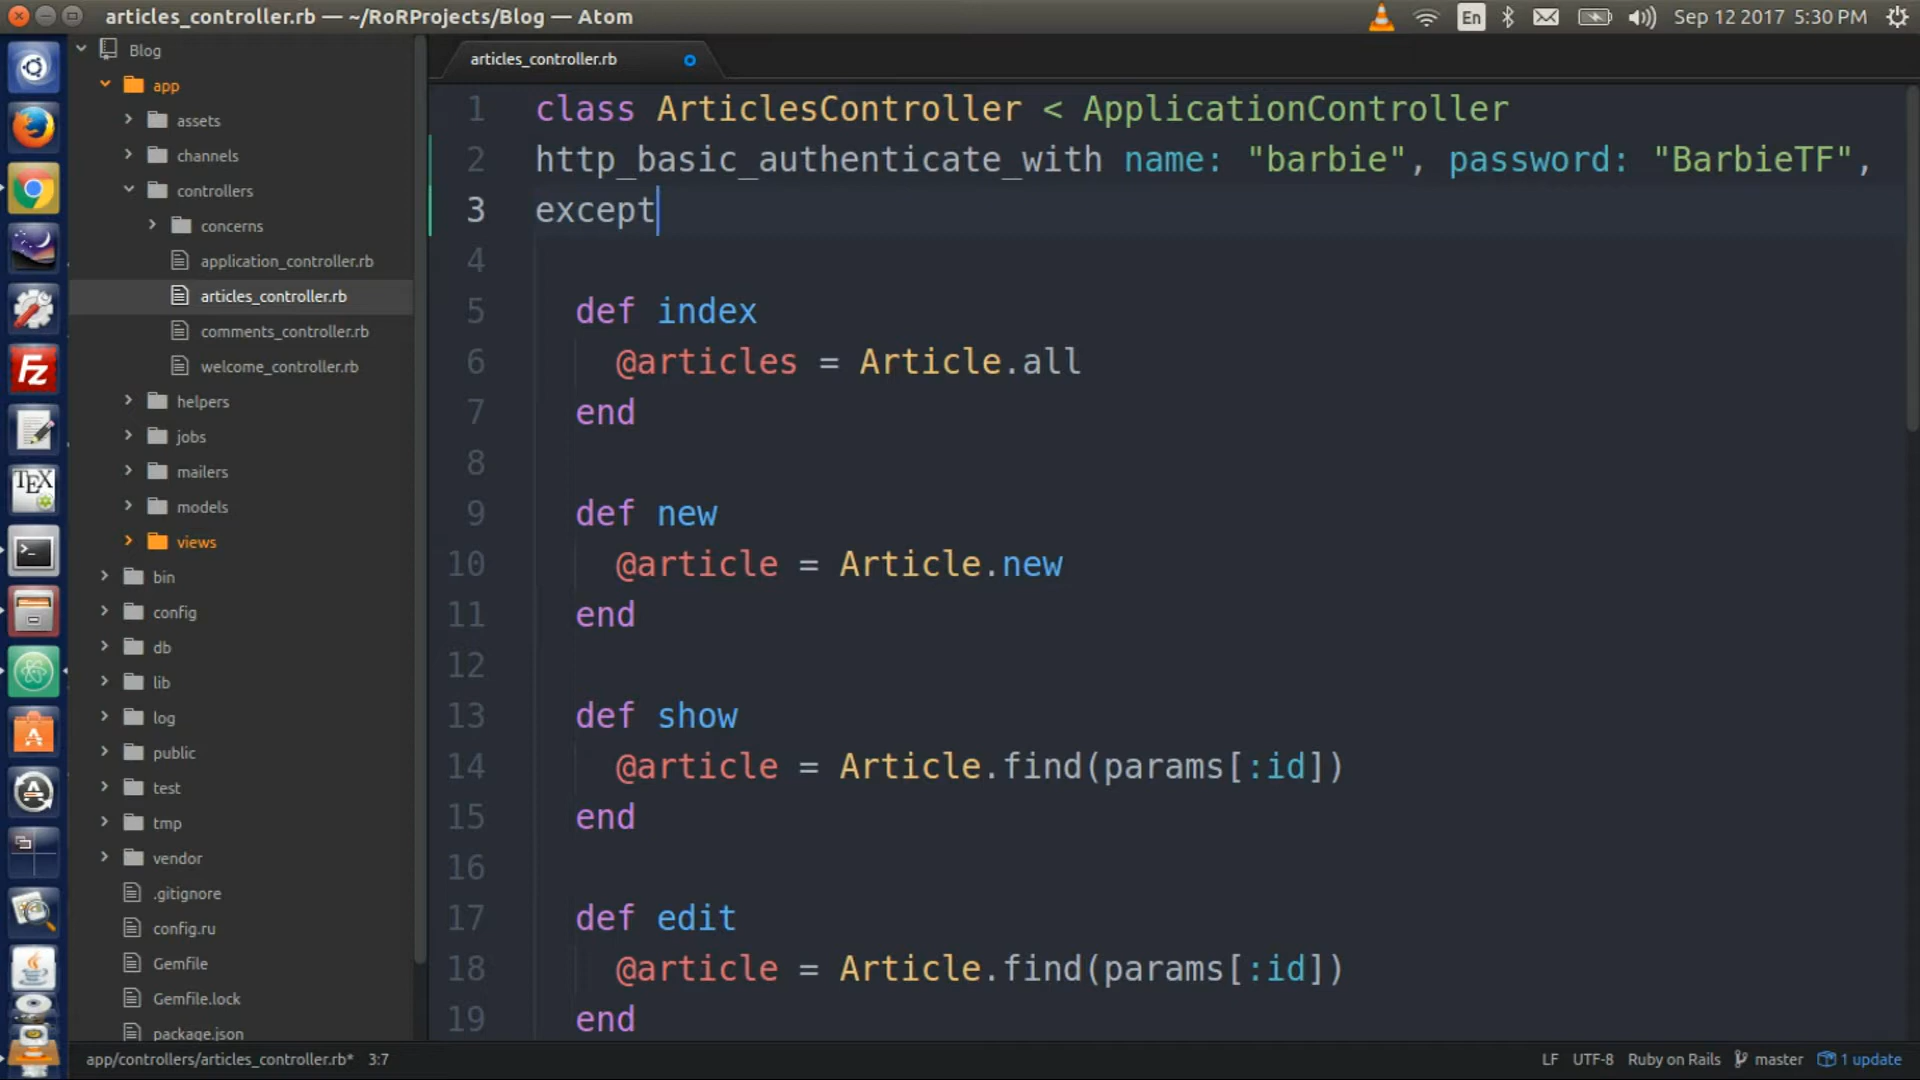 articles_controller.rb — ~/RoRProjects/Blog — Atom
En
Sep 12 2017 5:30 PM
Blog
app
assets
channels
controllers
concerns
application_controller.rb
articles_controller.rb
comments_controller.rb
welcome_controller.rb
helpers
jobs
mailers
models
views
bin
config
db
lib
log
public
test
tmp
vendor
.gitignore
config.ru
Gemfile
Gemfile.lock
package.json
Fz
TEX
articles_controller.rb
1 class ArticlesController < ApplicationController
2 http_basic_authenticate_with name: "barbie", password: "BarbieTF",
3 except
4
5 def index
6 @articles = Article.all
7 end
8
9 def new
10 @article = Article.new
11 end
12
13 def show
14 @article = Article.find(params[:id])
15 end
16
17 def edit
18 @article = Article.find(params[:id])
19 end
app/controllers/articles_controller.rb* 3:7
LF UTF-8 Ruby on Rails master 1 update